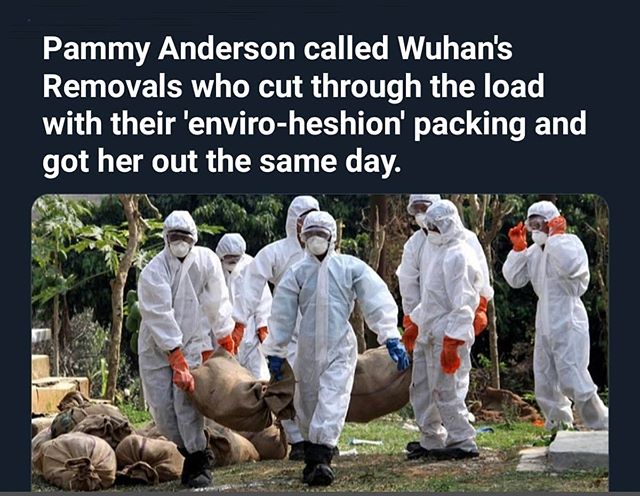 Pammy Anderson called Wuhan's
Removals who cut through the load
with their 'enviro-heshion' packing and
got her out the same day.